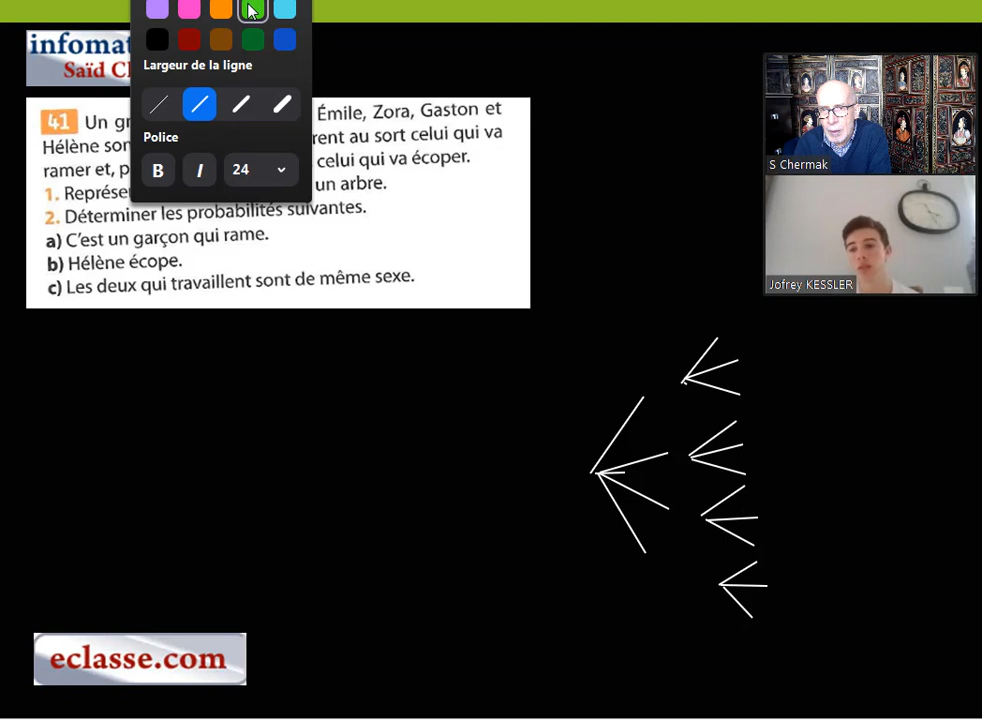 infomat
Saïd C
Largeur de la ligne
Police
B I 24
41 Un gr Émile, Zora, Gaston et
Hélène son rent au sort celui qui va
ramer et, p celui qui va écoper.
1. Représe un arbre.
2. Déterminer les probabilités suivantes.
a) C'est un garçon qui rame.
b) Hélène écope.
c) Les deux qui travaillent sont de même sexe.
S Chermak
Jofrey KESSLER
eclasse.com